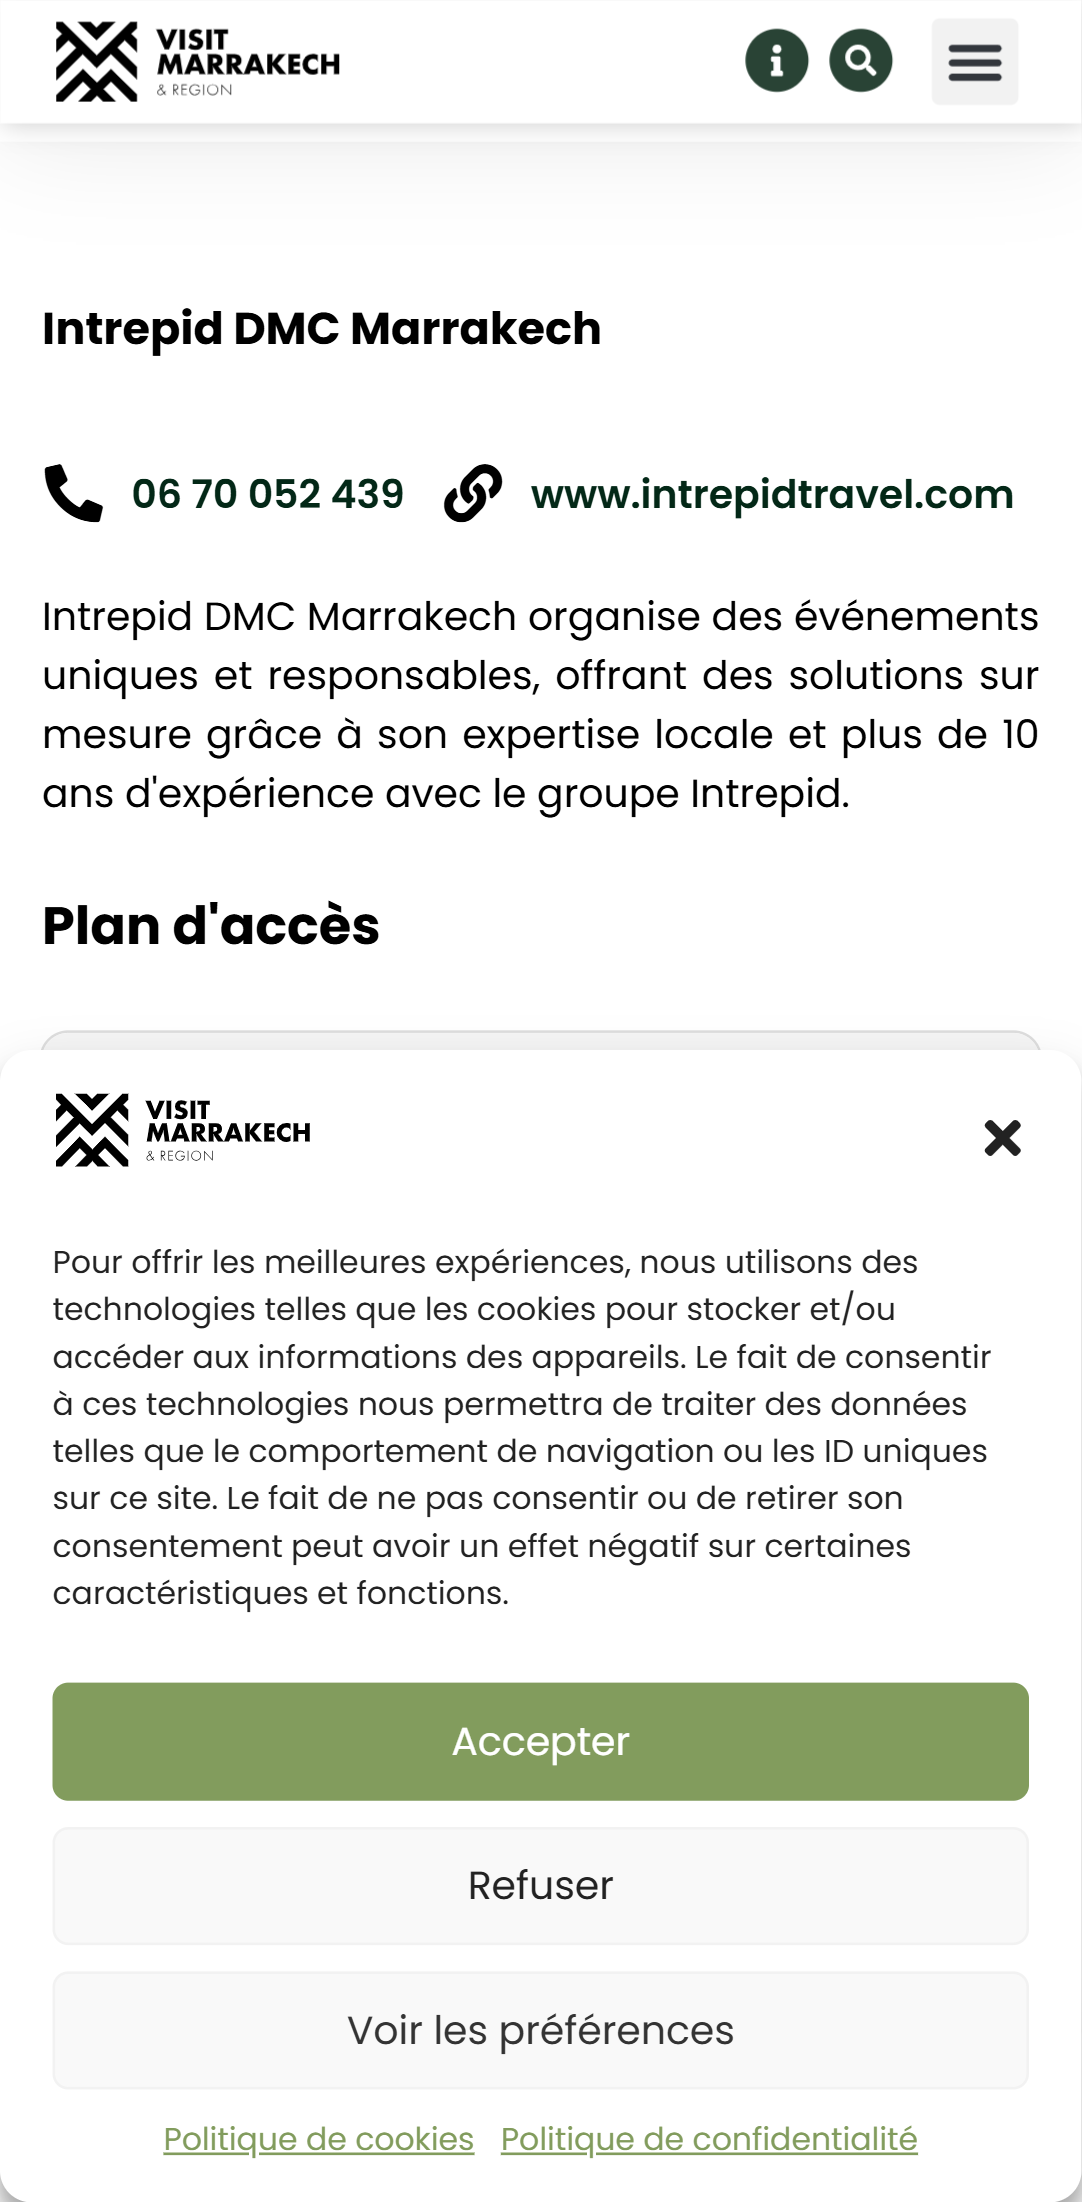 VISIT
MARRAKECH
& REGION
Intrepid DMC Marrakech
06 70 052 439 www.intrepidtravel.com
Intrepid DMC Marrakech organise des événements
uniques et responsables, offrant des solutions sur
mesure grâce à son expertise locale et plus de 10
ans d'expérience avec le groupe Intrepid.
Plan d'accès
VISIT
MARRAKECH
& REGION
Pour offrir les meilleures expériences, nous utilisons des
technologies telles que les cookies pour stocker et/ou
accéder aux informations des appareils. Le fait de consentir
à ces technologies nous permettra de traiter des données
telles que le comportement de navigation ou les ID uniques
sur ce site. Le fait de ne pas consentir ou de retirer son
consentement peut avoir un effet négatif sur certaines
caractéristiques et fonctions.
Accepter
Refuser
Voir les préférences
Politique de cookies Politique de confidentialité